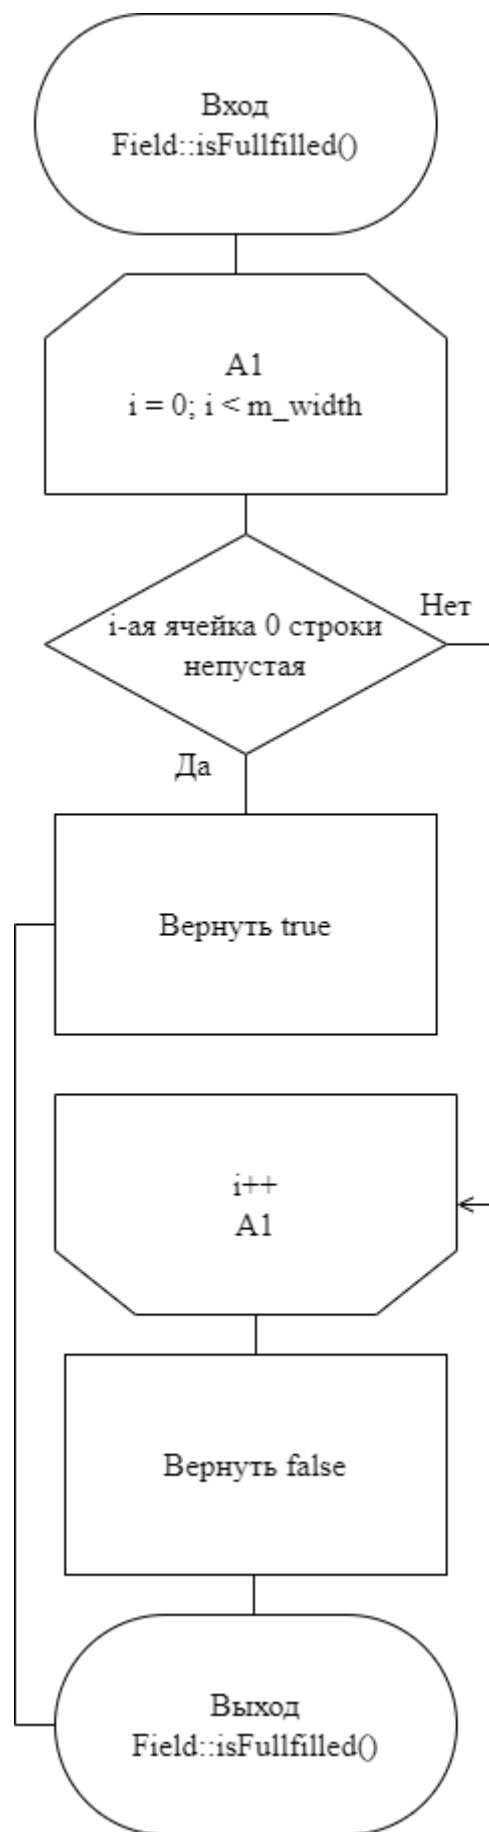 Вход
Field::isFullfilled()
A1
i = 0; i < m_width
Нет
i-ая ячейка 0 строки
непустая
Да
Вернуть true
i++
A1
Вернуть false
Выход
Field::isFullfilled()